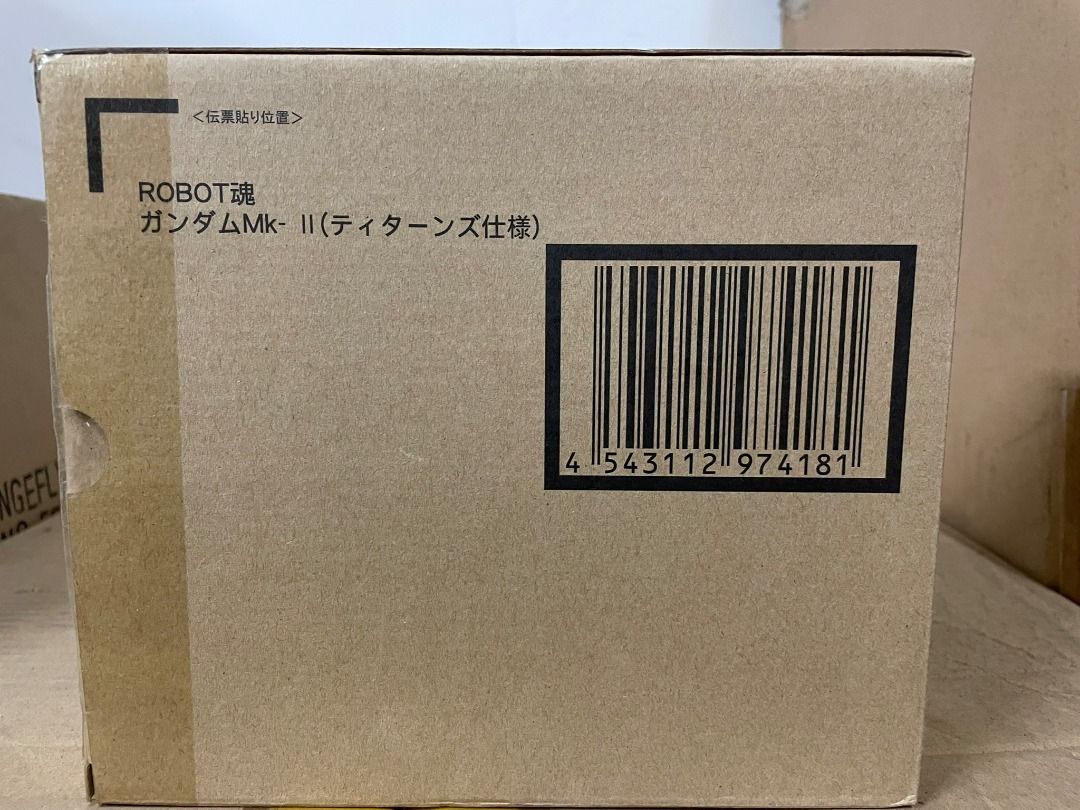 <伝票貼り位置>
ROBOT魂
ガンダムMk- II(ティターンズ仕様)
4 543112 974181
NGEFL